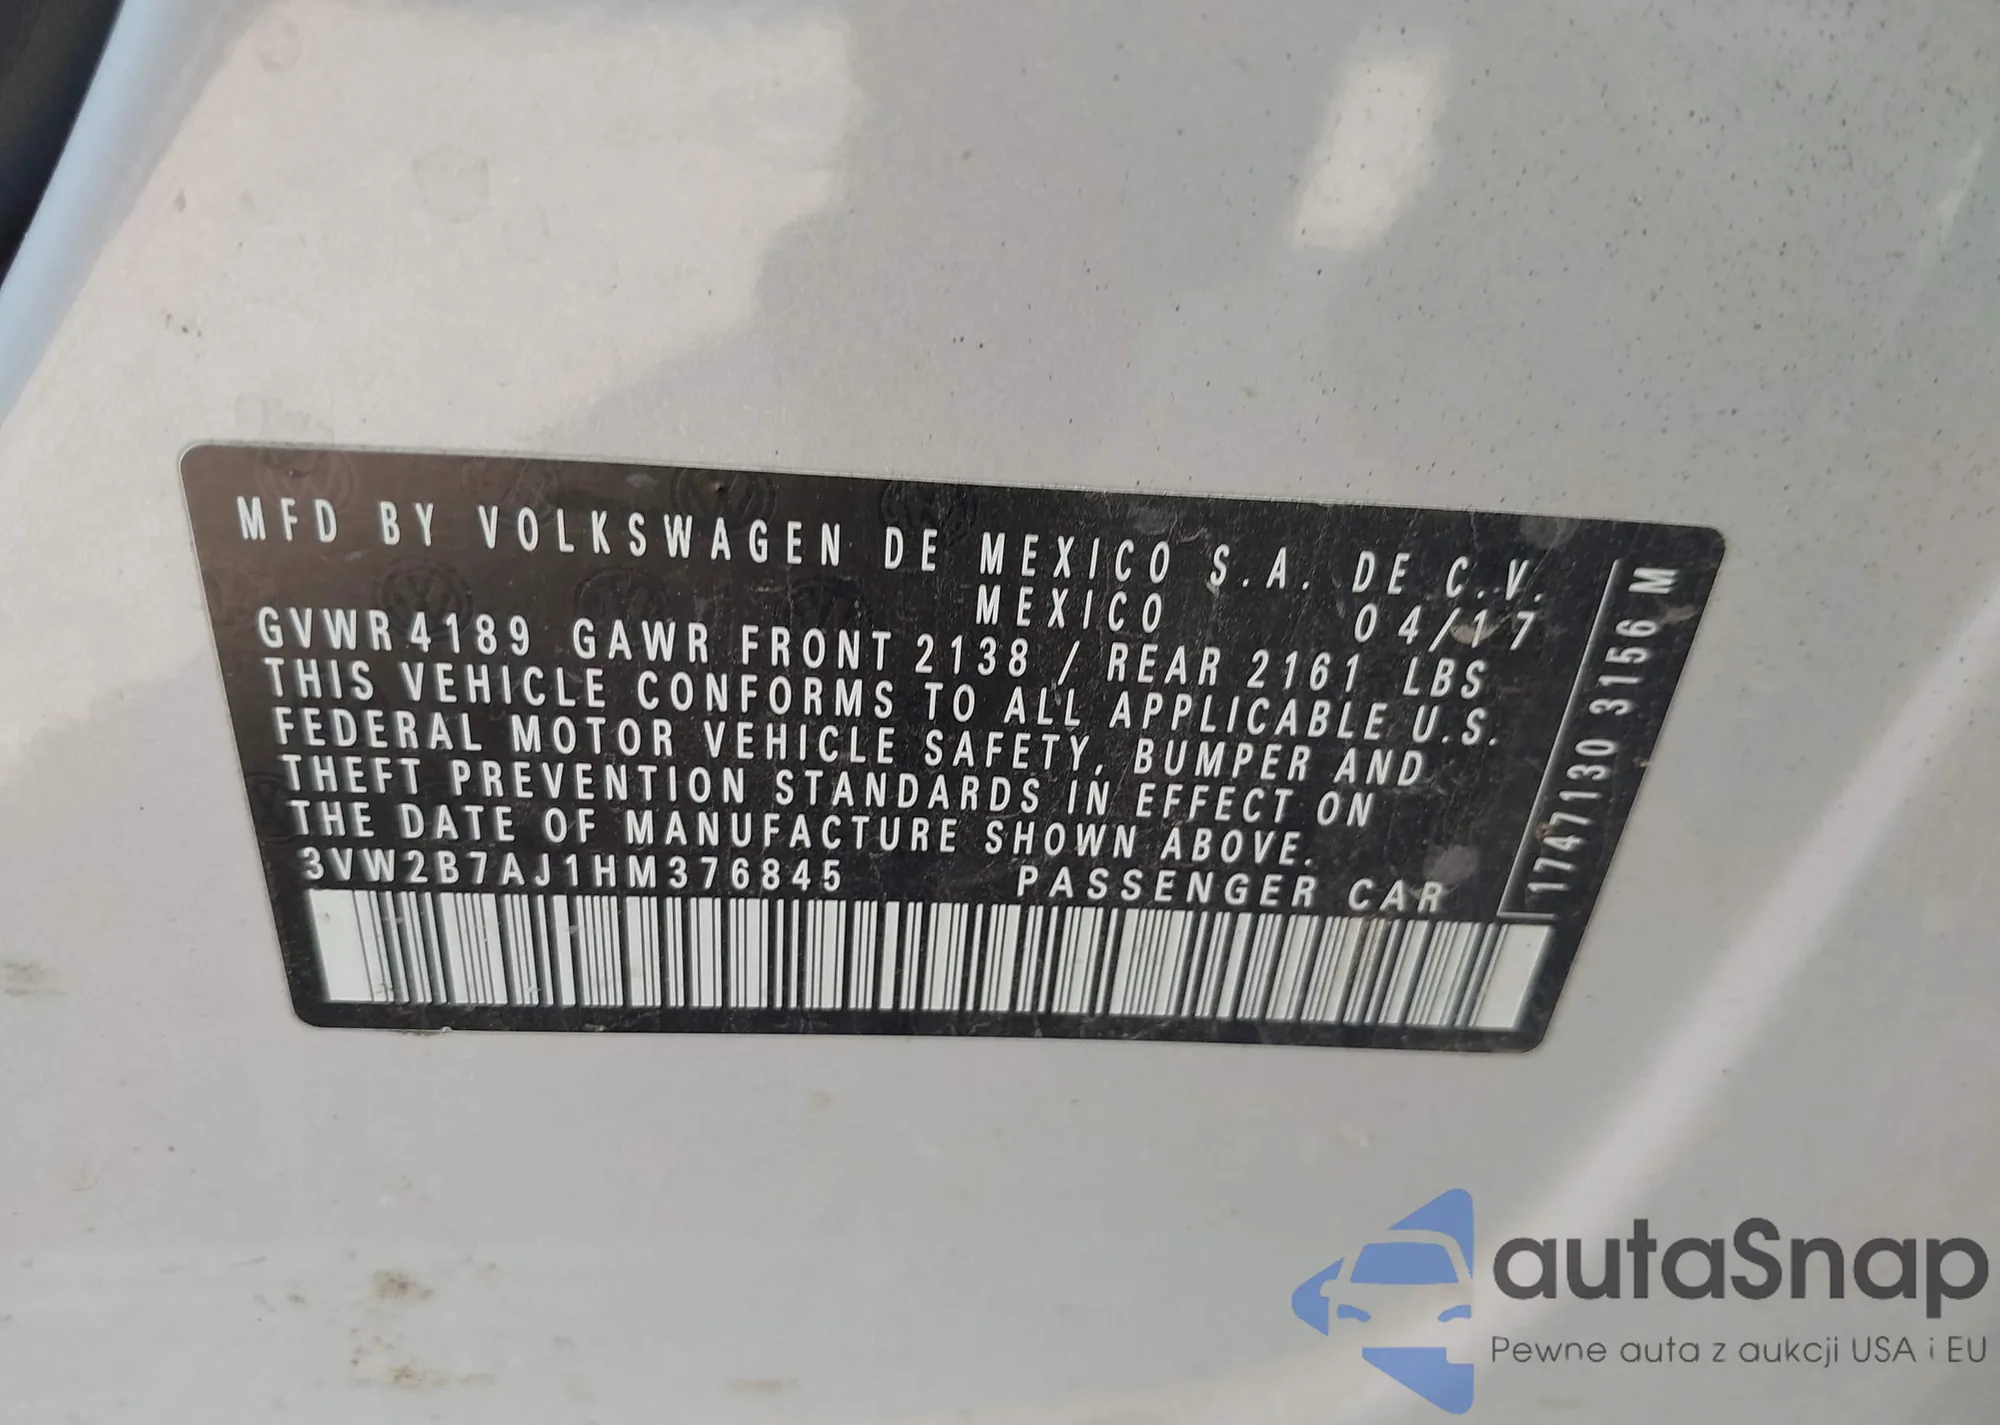 MFD BY VOLKSWAGEN DE MEXICO S.A. DE C.V.
MEXICO 04/17
GVWR 4189 GAWR FRONT 2138 / REAR 2161 LBS
THIS VEHICLE CONFORMS TO ALL APPLICABLE U.S.
FEDERAL MOTOR VEHICLE SAFETY, BUMPER AND
THEFT PREVENTION STANDARDS IN EFFECT ON
THE DATE OF MANUFACTURE SHOWN ABOVE.
3VW2B7AJ1HM376845 PASSENGER CAR
1747130 3156 M
autaSnap
Pewne auta z aukcji USA i EU